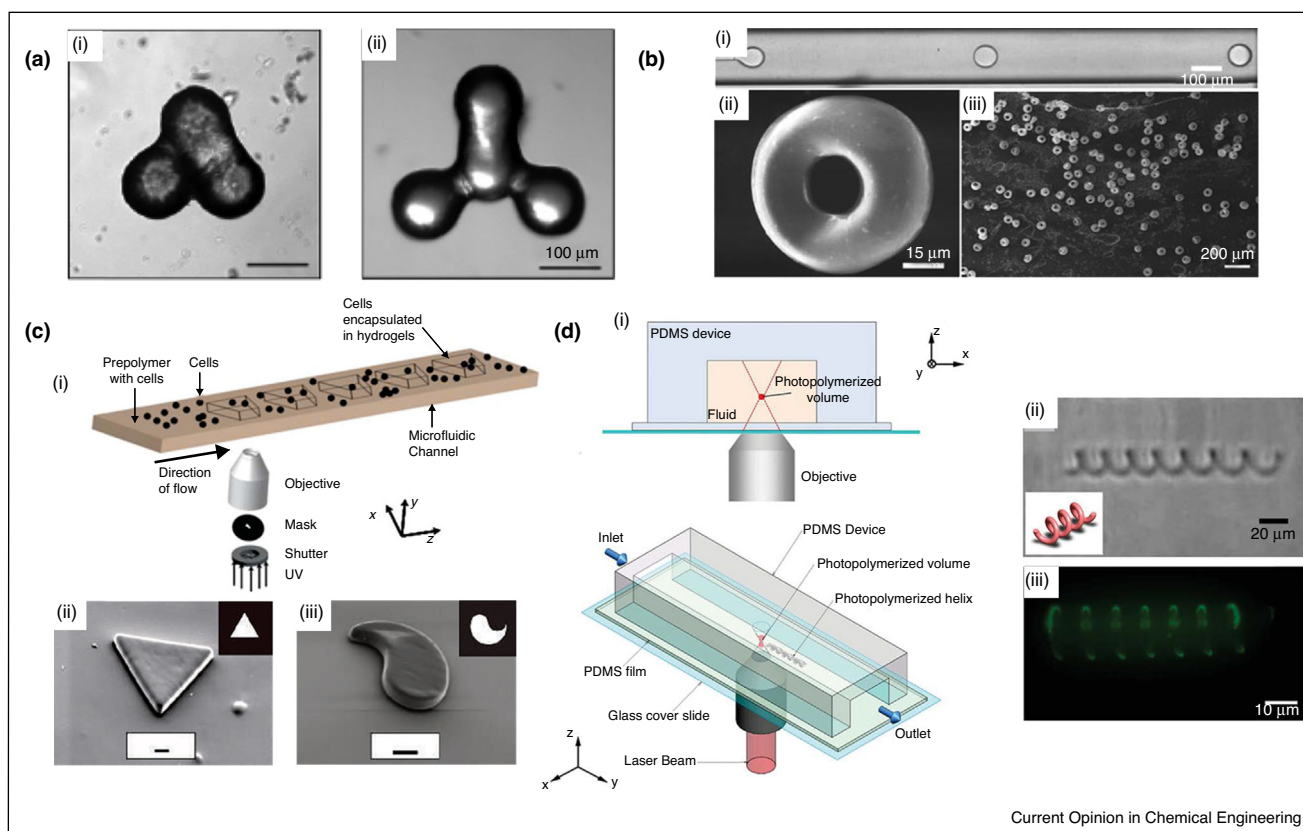 (a)
(i)
(ii)
100 μm
(b)
(i)
100 μm
(ii)
15 μm
(iii)
200 μm
(c)
(i)
Prepolymer
with cells
Cells
Cells
encapsulated
in hydrogels
Microfluidic
Channel
Direction
of flow
Objective
Mask
Shutter
UV
x
y
z
(ii)
(iii)
(d)
(i)
PDMS device
Photopolymerized
volume
Fluid
Objective
z
x
y
PDMS Device
Inlet
Photopolymerized volume
Photopolymerized helix
PDMS film
Glass cover slide
Outlet
Laser Beam
z
x
y
(ii)
20 μm
(iii)
10 μm
Current Opinion in Chemical Engineering